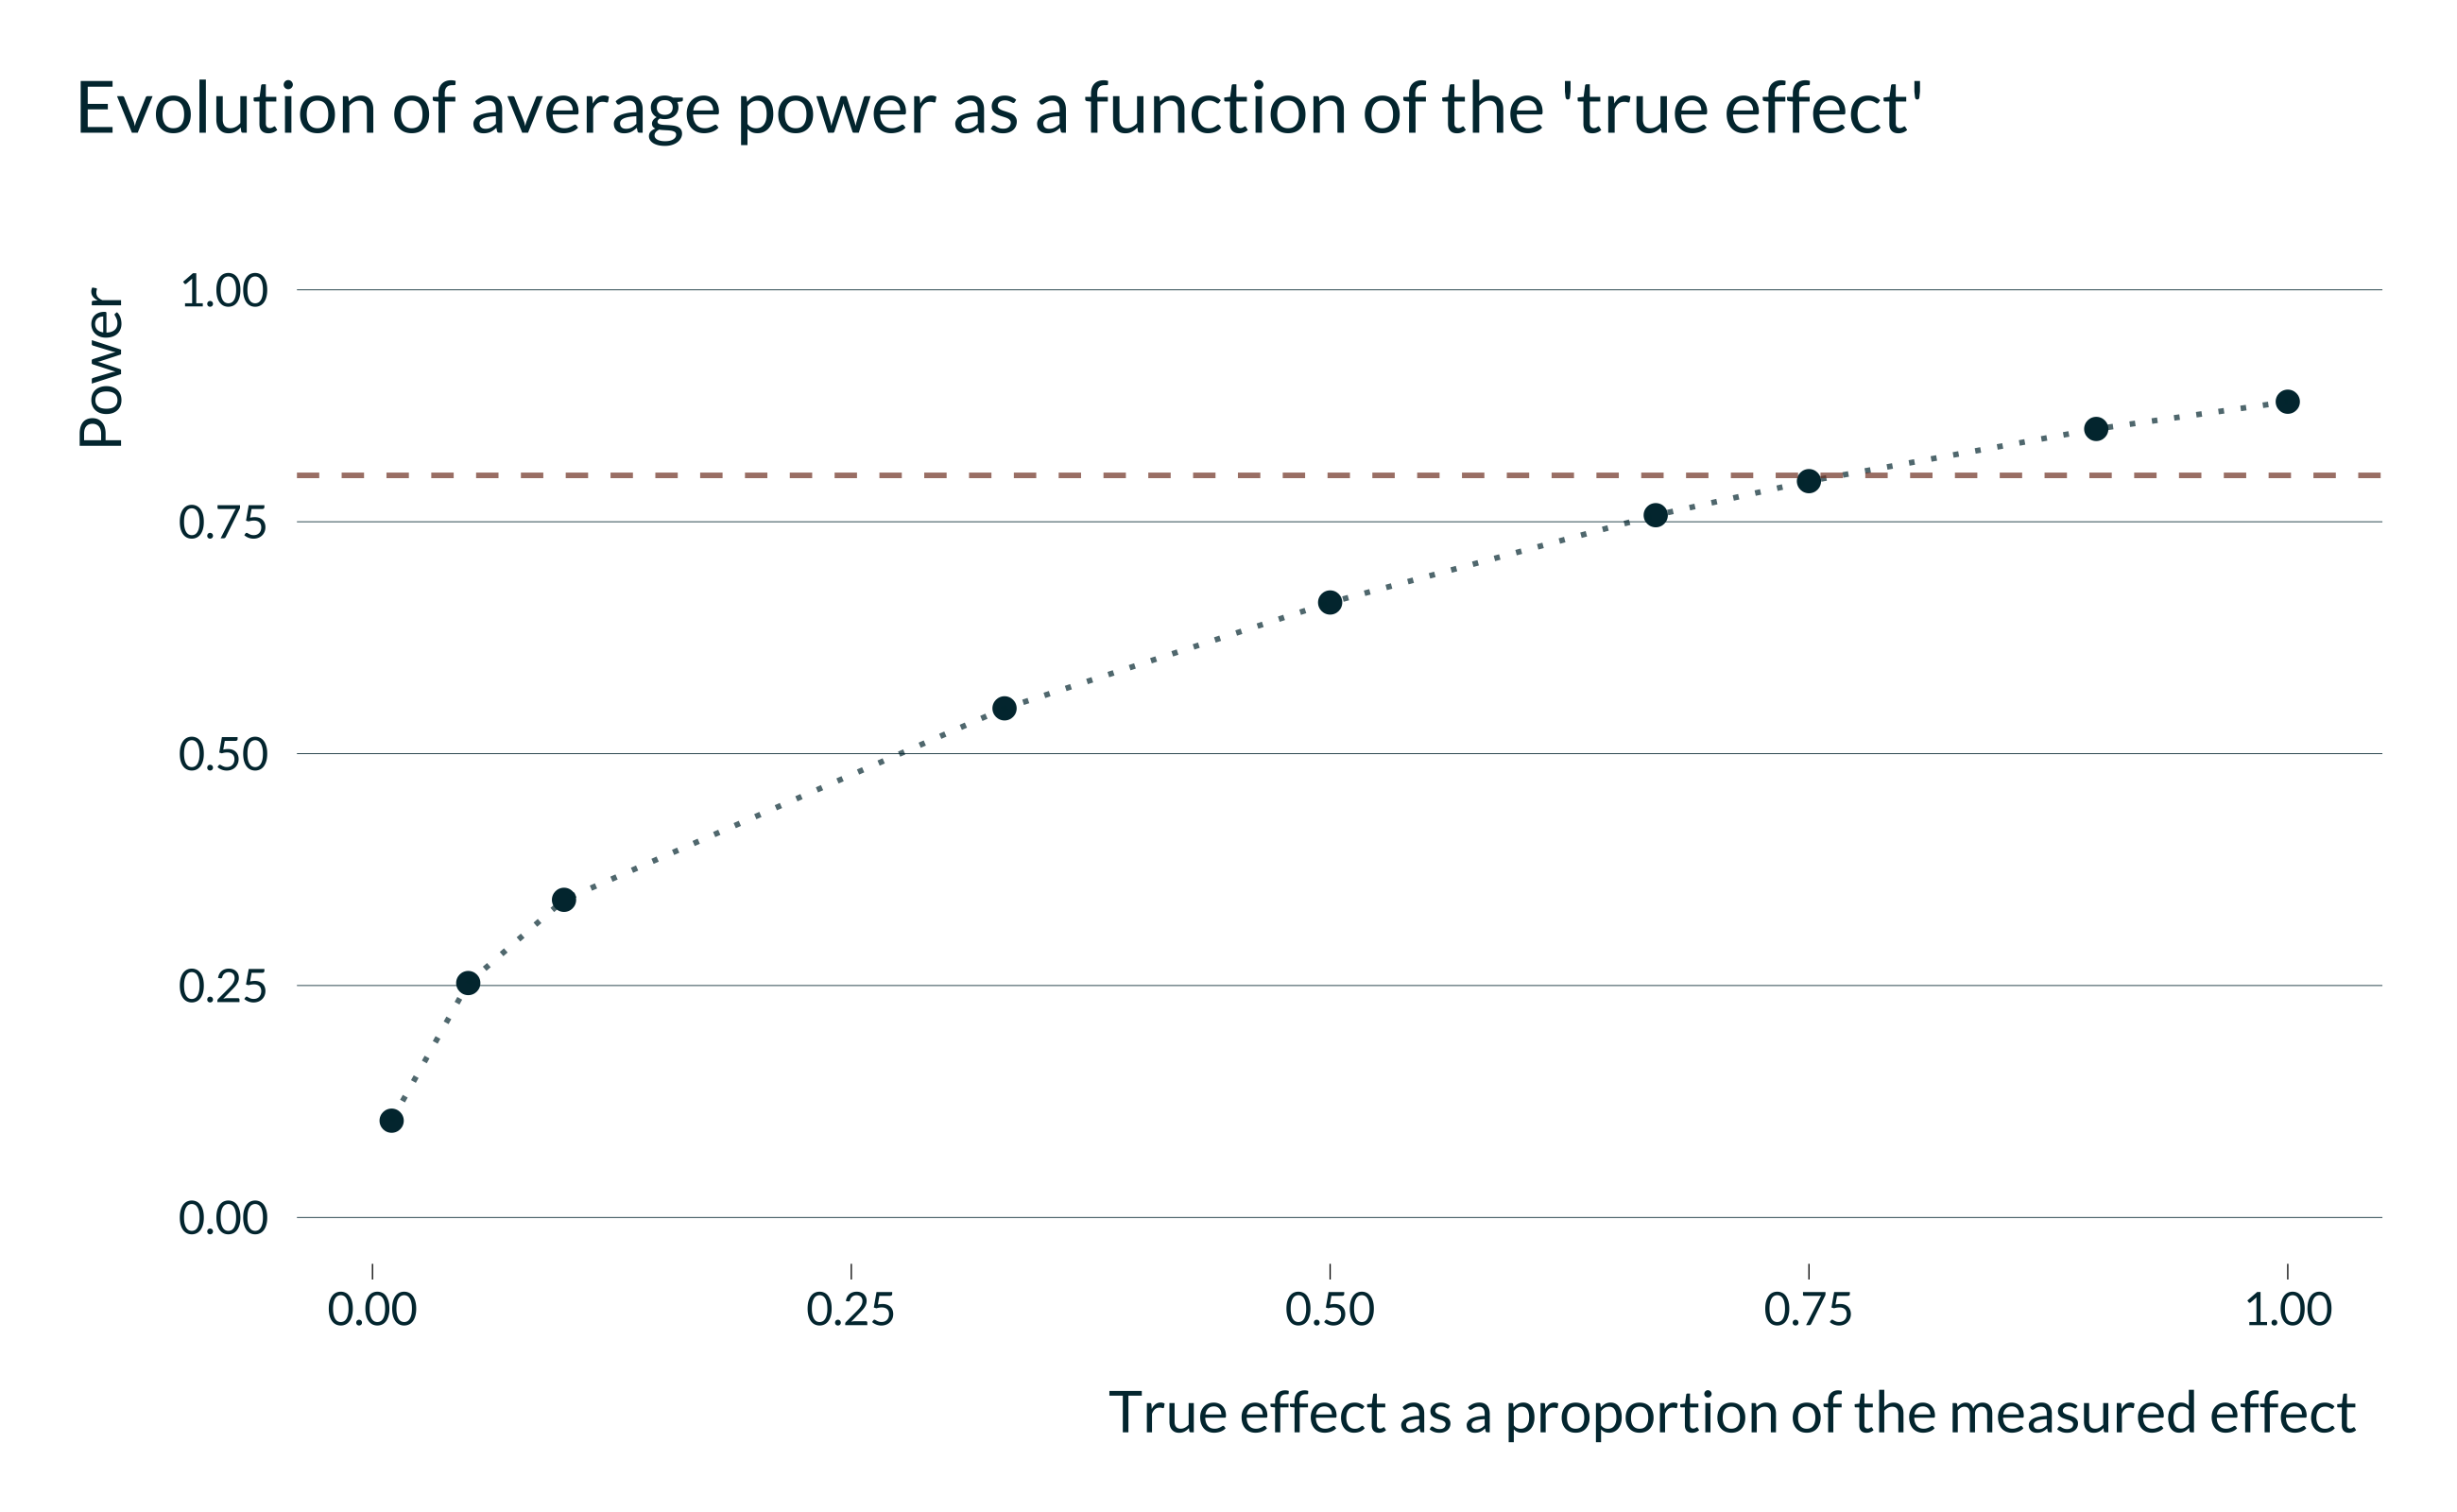 Evolution of average power as a function of the 'true effect'
Power
1.00
0.75
0.50
0.25
0.00
0.00 0.25 0.50 0.75 1.00
True effect as a proportion of the measured effect